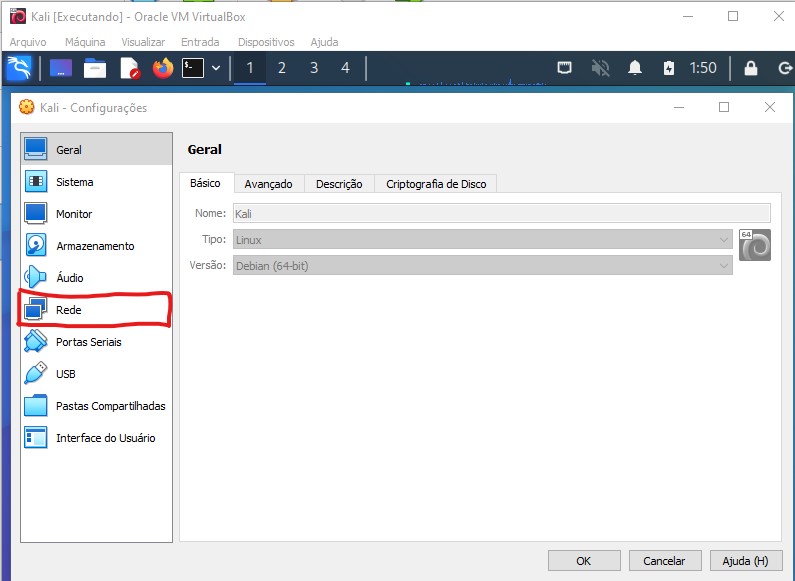 Kali [Executando] - Oracle VM VirtualBox
Arquivo Máquina Visualizar Entrada Dispositivos Ajuda
$_ 1 2 3 4 1:50
Kali - Configurações
Geral
Sistema
Monitor
Armazenamento
Áudio
Rede
Portas Seriais
USB
Pastas Compartilhadas
Interface do Usuário
Geral
Básico Avançado Descrição Criptografia de Disco
Nome: Kali
Tipo: Linux
Versão: Debian (64-bit)
64
OK Cancelar Ajuda (H)